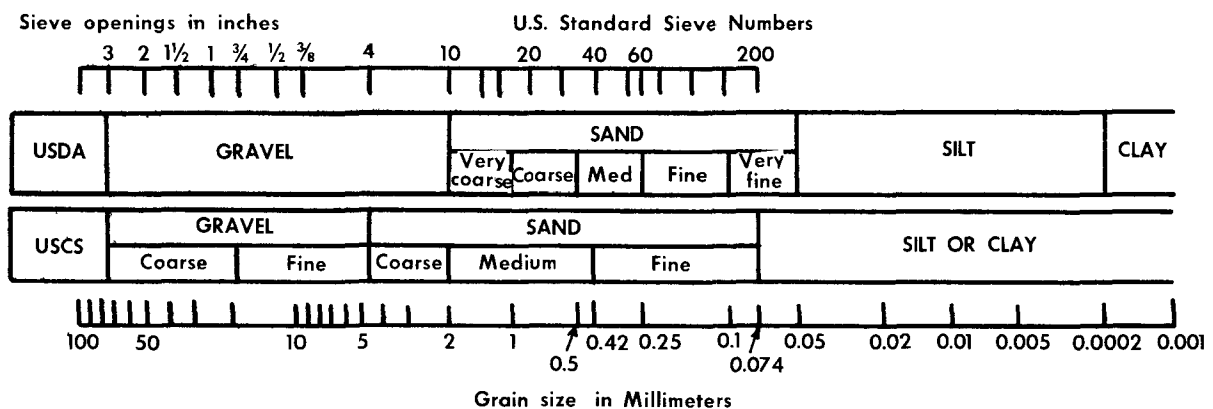 Sieve openings in inches U.S. Standard Sieve Numbers
3 2 1½ 1 ¾ ½ ⅜ 4 10 20 40 60 200
USDA GRAVEL SAND SILT CLAY
Very coarse Coarse Med Fine Very fine
USCS GRAVEL SAND SILT OR CLAY
Coarse Fine Coarse Medium Fine
100 50 10 5 2 1 0.5 0.42 0.25 0.1 0.074 0.05 0.02 0.01 0.005 0.0002 0.001
Grain size in Millimeters